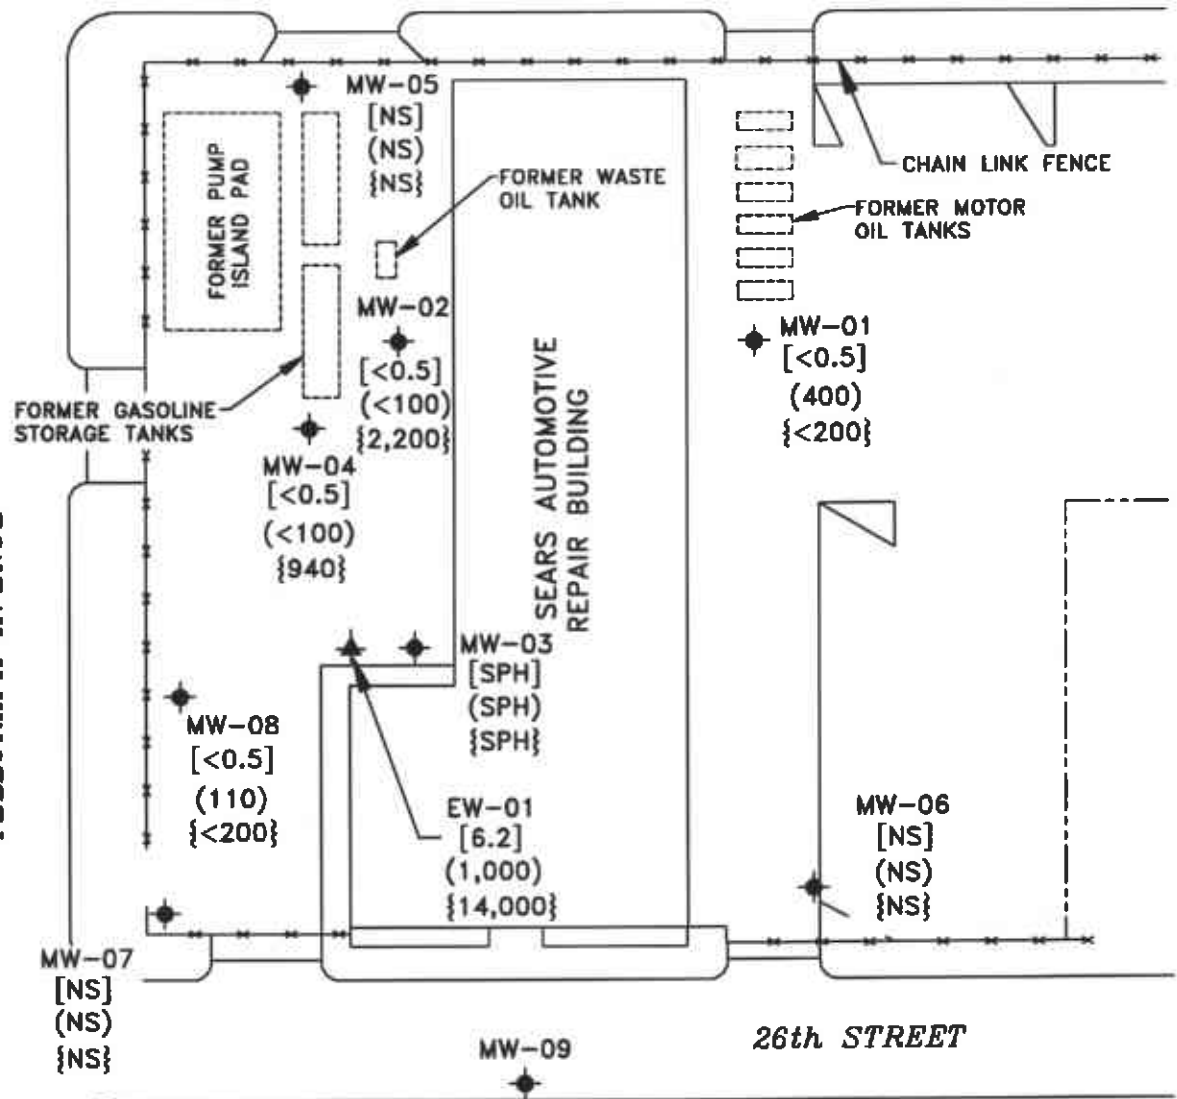 MW-05
[NS]
(NS)
{NS}
FORMER PUMP
ISLAND PAD
FORMER WASTE
OIL TANK
CHAIN LINK FENCE
FORMER MOTOR
OIL TANKS
MW-02
[<0.5]
(<100)
{2,200}
MW-01
[<0.5]
(400)
{<200}
FORMER GASOLINE
STORAGE TANKS
MW-04
[<0.5]
(<100)
{940}
SEARS AUTOMOTIVE
REPAIR BUILDING
MW-03
[SPH]
(SPH)
{SPH}
MW-08
[<0.5]
(110)
{<200}
EW-01
[6.2]
(1,000)
{14,000}
MW-06
[NS]
(NS)
{NS}
MW-07
[NS]
(NS)
{NS}
26th STREET
MW-09